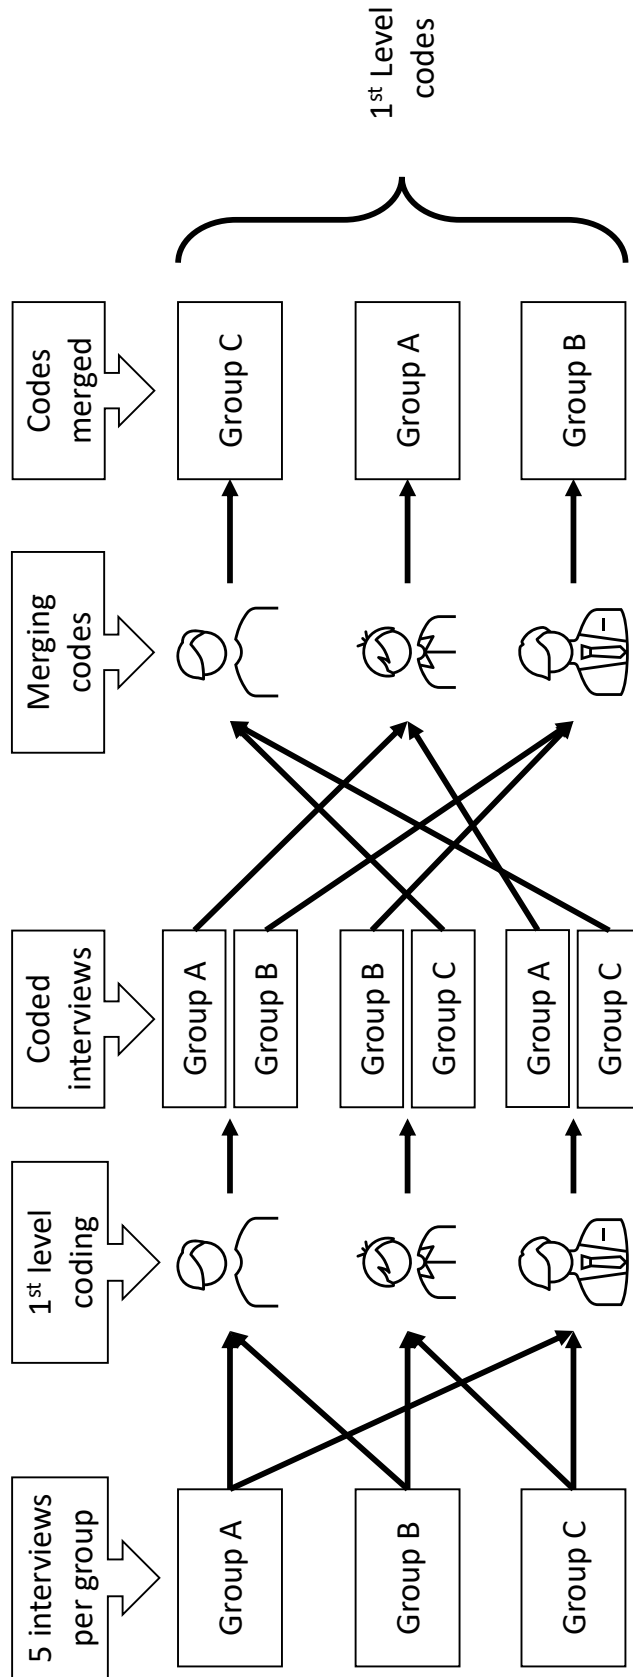 5 interviews
per group
1st level
coding
Coded
interviews
Merging
codes
Codes
merged
Group A
Group B
Group C
Group A
Group B
Group B
Group C
Group A
Group C
Group C
Group A
Group B
1st Level
codes